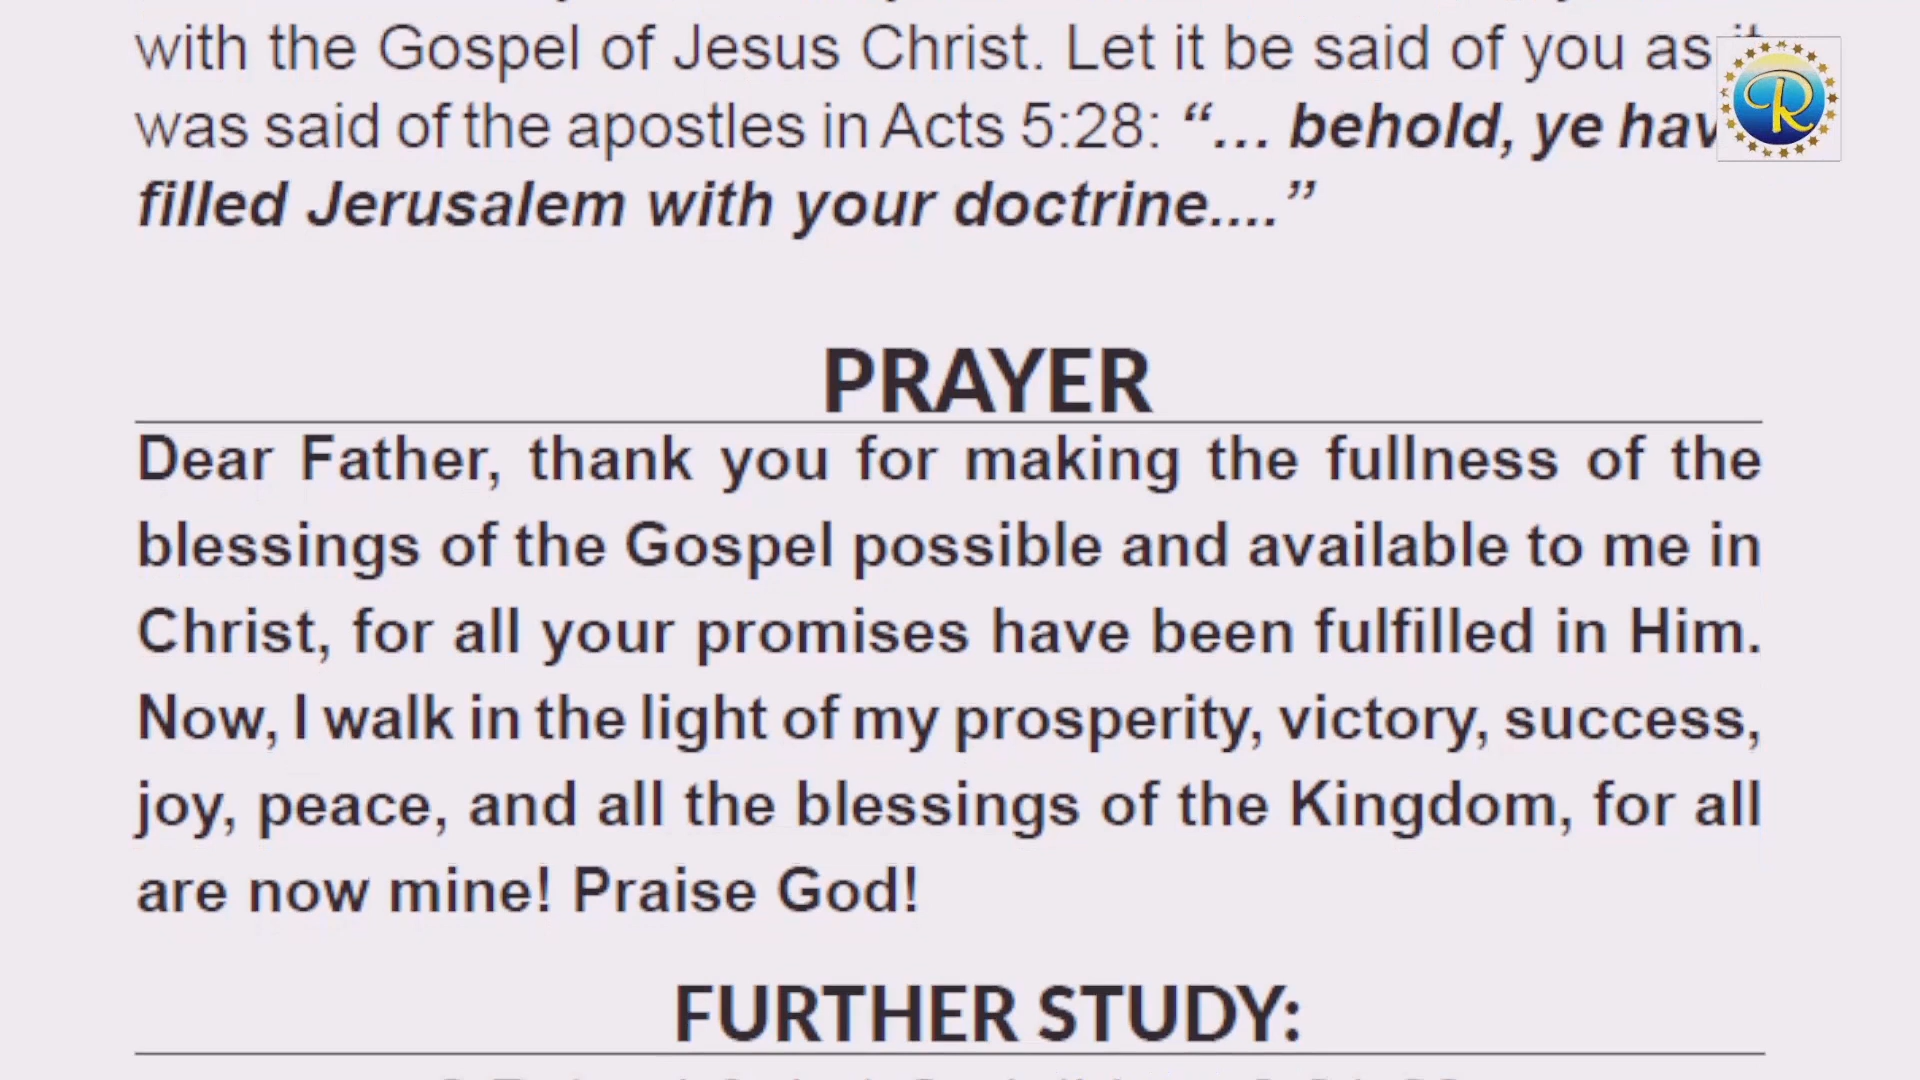 with the Gospel of Jesus Christ. Let it be said of you as it
was said of the apostles in Acts 5:28: “... behold, ye hav
filled Jerusalem with your doctrine....”
PRAYER
Dear Father, thank you for making the fullness of the
blessings of the Gospel possible and available to me in
Christ, for all your promises have been fulfilled in Him.
Now, I walk in the light of my prosperity, victory, success,
joy, peace, and all the blessings of the Kingdom, for all
are now mine! Praise God!
FURTHER STUDY:
R